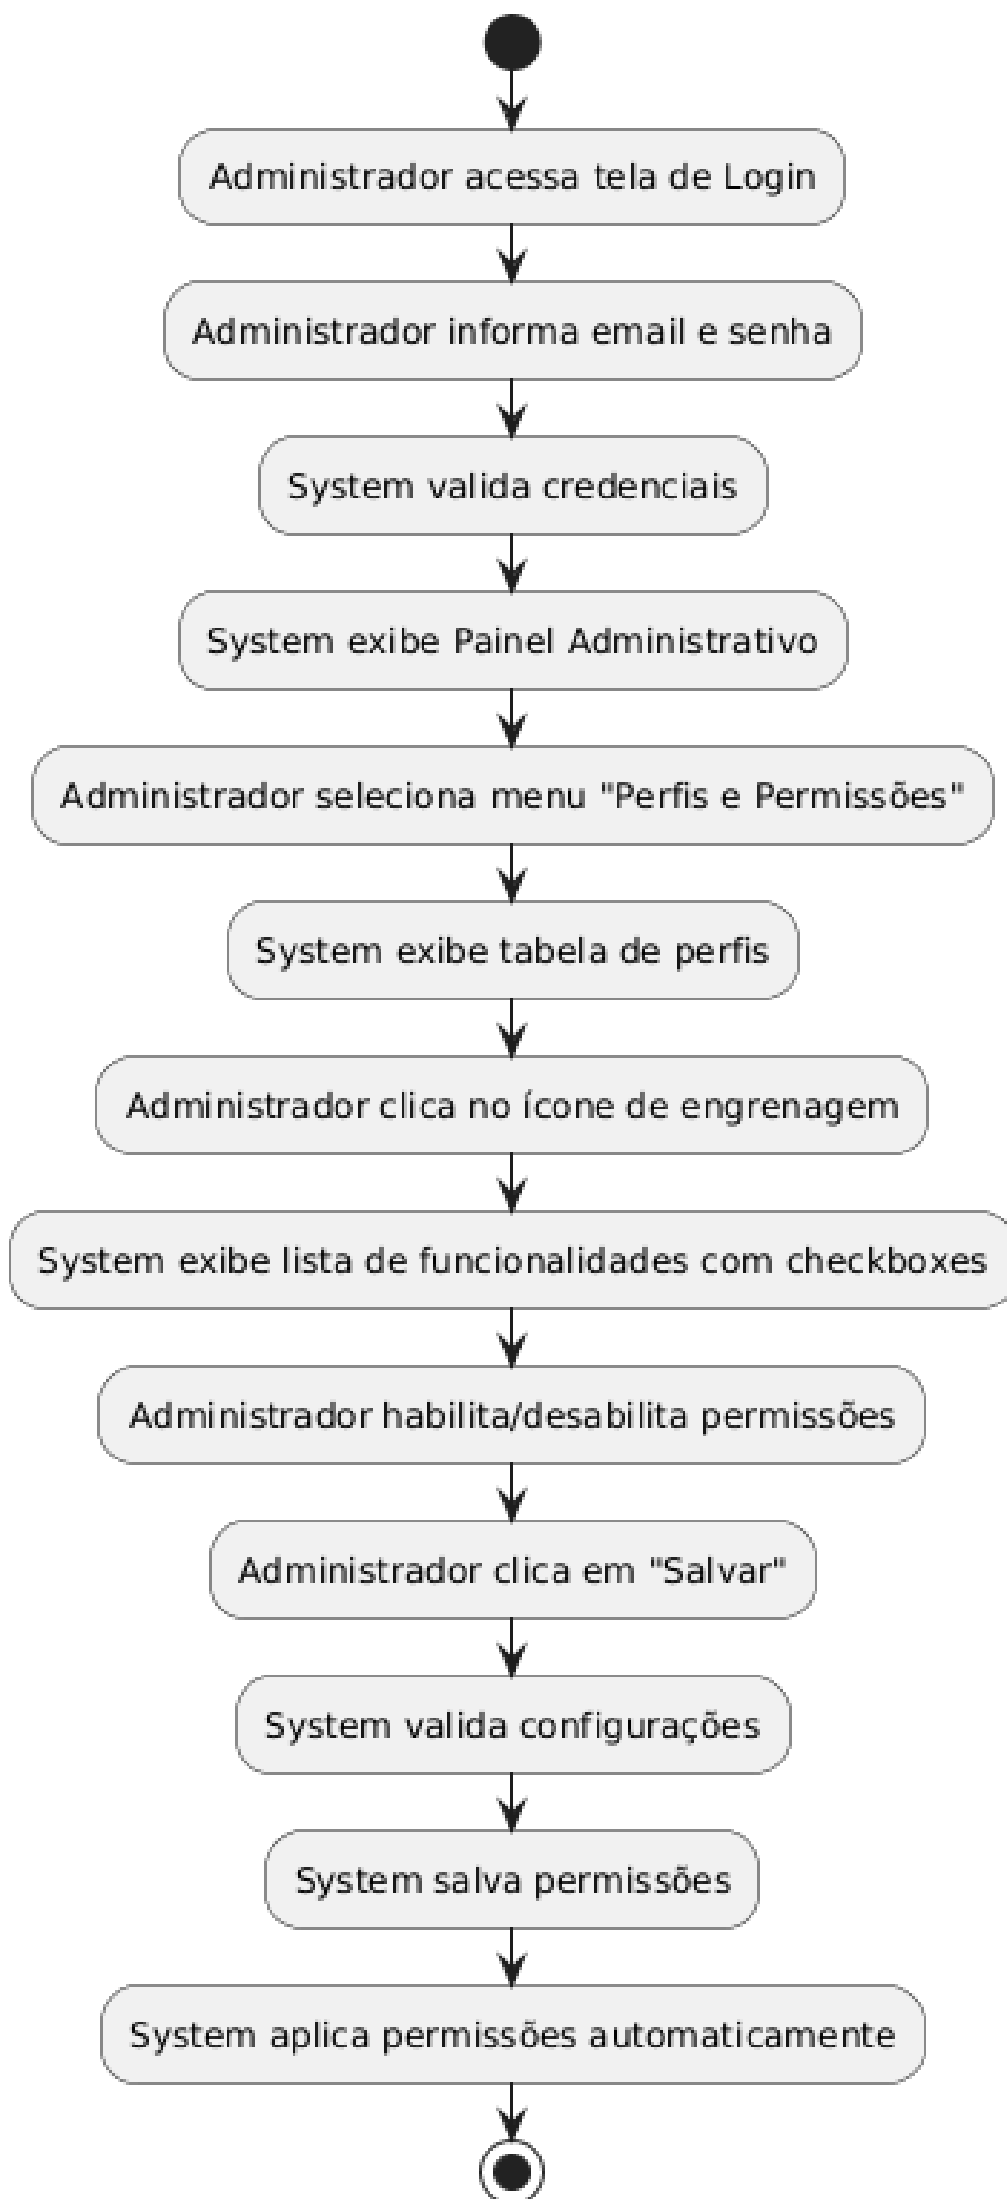 Administrador acessa tela de Login
Administrador informa email e senha
System valida credenciais
System exibe Painel Administrativo
Administrador seleciona menu "Perfis e Permissões"
System exibe tabela de perfis
Administrador clica no ícone de engrenagem
System exibe lista de funcionalidades com checkboxes
Administrador habilita/desabilita permissões
Administrador clica em "Salvar"
System valida configurações
System salva permissões
System aplica permissões automaticamente